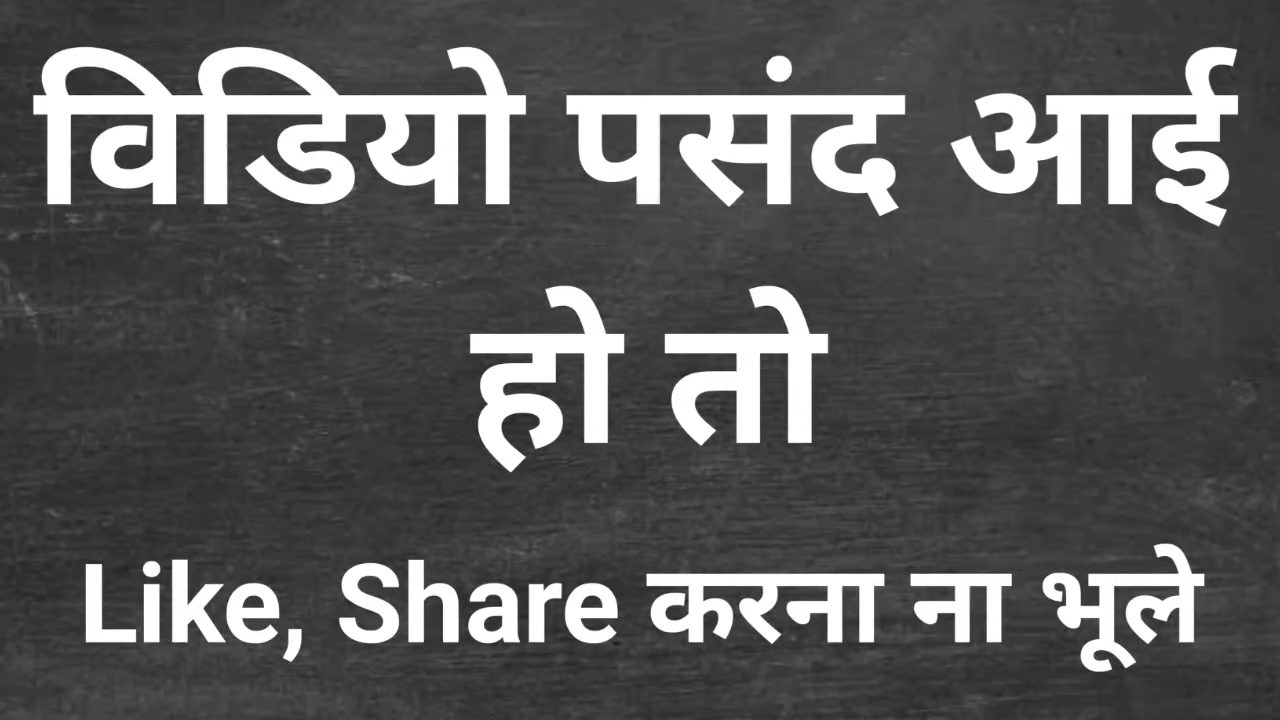 विडियो पसंद आई
हो तो
Like, Share करना ना भूले